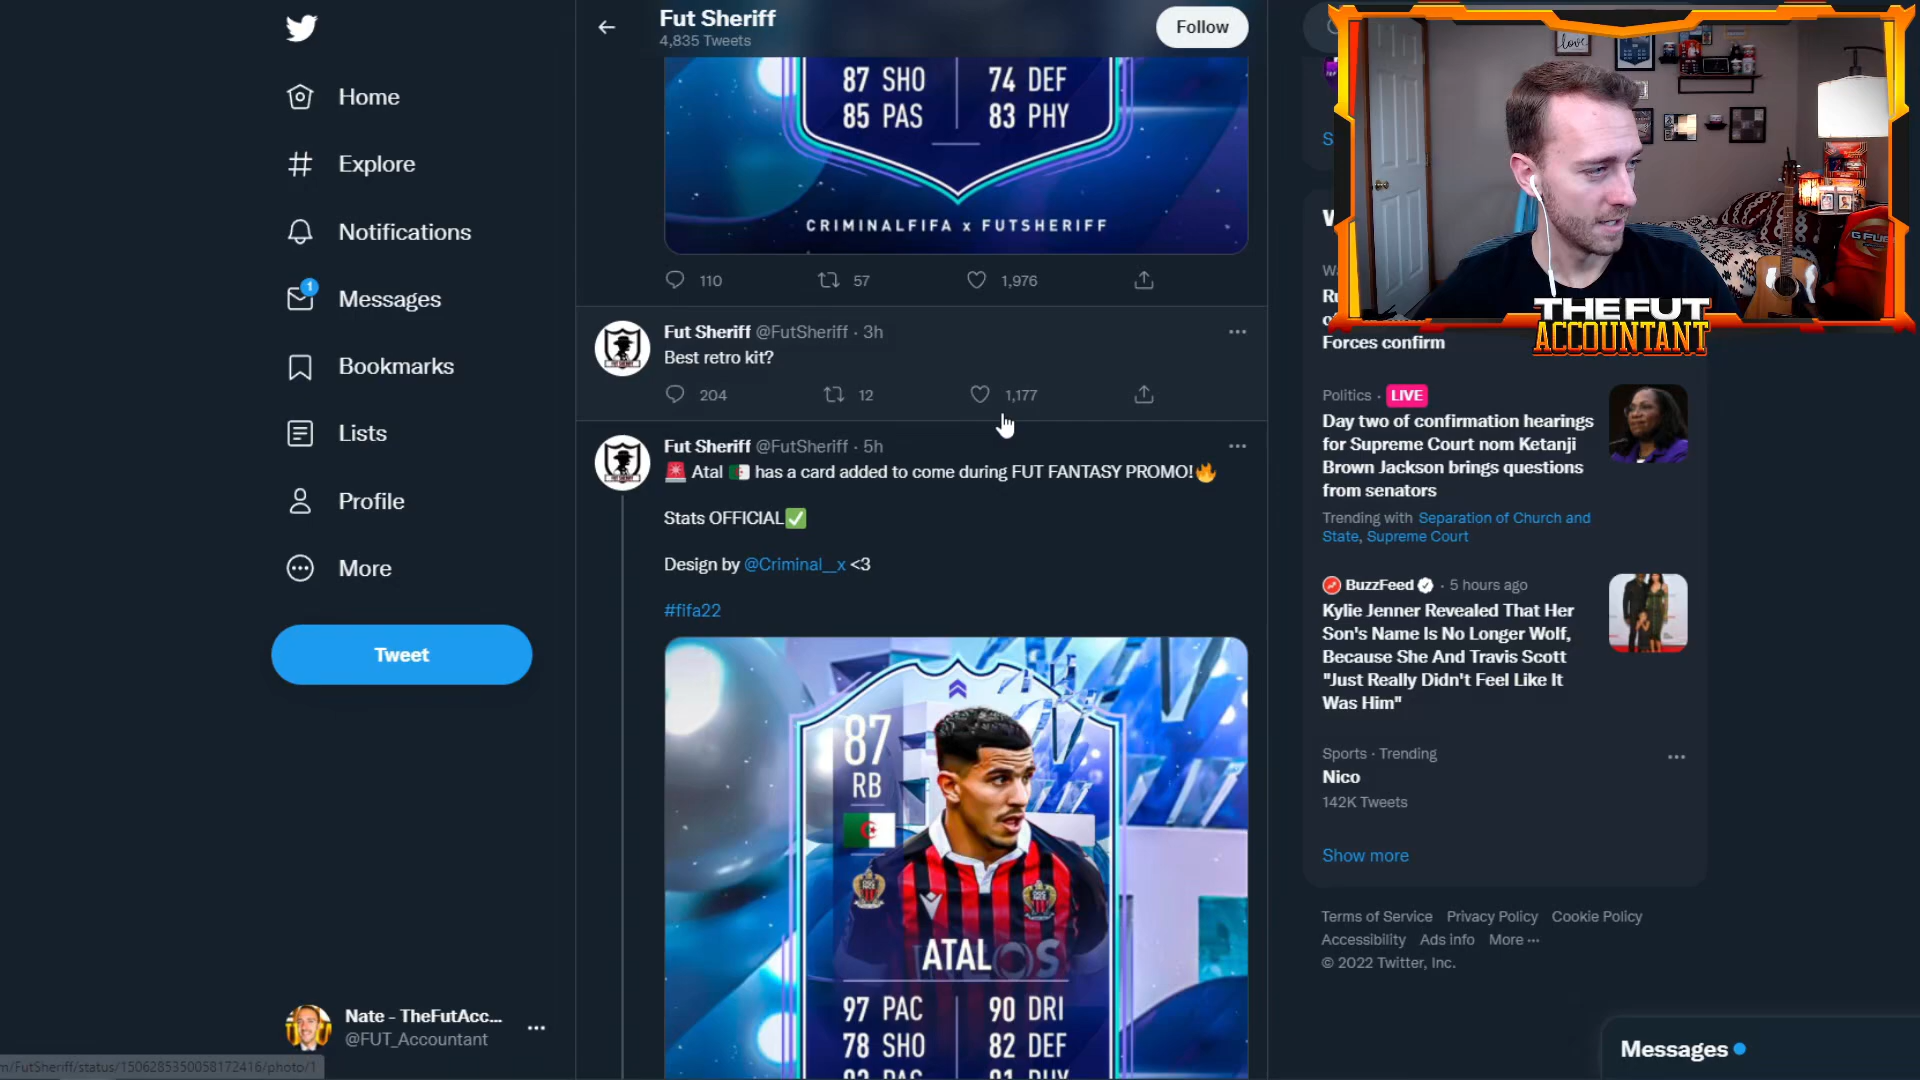 Fut Sheriff
4,835 Tweets
Follow
Home
Explore
Notifications
1
Messages
Bookmarks
Lists
Profile
More
Tweet
Nate - TheFutAcc...
@FUT_Accountant
87 SHO 74 DEF
85 PAS 83 PHY
CRIMINALFIFA x FUTSHERIFF
110 57 1,976
Fut Sheriff @FutSheriff · 3h
Best retro kit?
204 12 1,177
Fut Sheriff @FutSheriff · 5h
🚨 Atal 🇩🇿 has a card added to come during FUT FANTASY PROMO!🔥
Stats OFFICIAL✅
Design by @Criminal__x <3
#fifa22
87
RB
ATAL
97 PAC 90 DRI
78 SHO 82 DEF
love
G FUEL
THE FUT
ACCOUNTANT
Forces confirm
Politics · LIVE
Day two of confirmation hearings
for Supreme Court nom Ketanji
Brown Jackson brings questions
from senators
Trending with Separation of Church and
State, Supreme Court
BuzzFeed · 5 hours ago
Kylie Jenner Revealed That Her
Son's Name Is No Longer Wolf,
Because She And Travis Scott
"Just Really Didn't Feel Like It
Was Him"
Sports · Trending
Nico
142K Tweets
Show more
Terms of Service Privacy Policy Cookie Policy
Accessibility Ads info More ···
© 2022 Twitter, Inc.
Messages
m/FutSheriff/status/1506285350058172416/photo/1